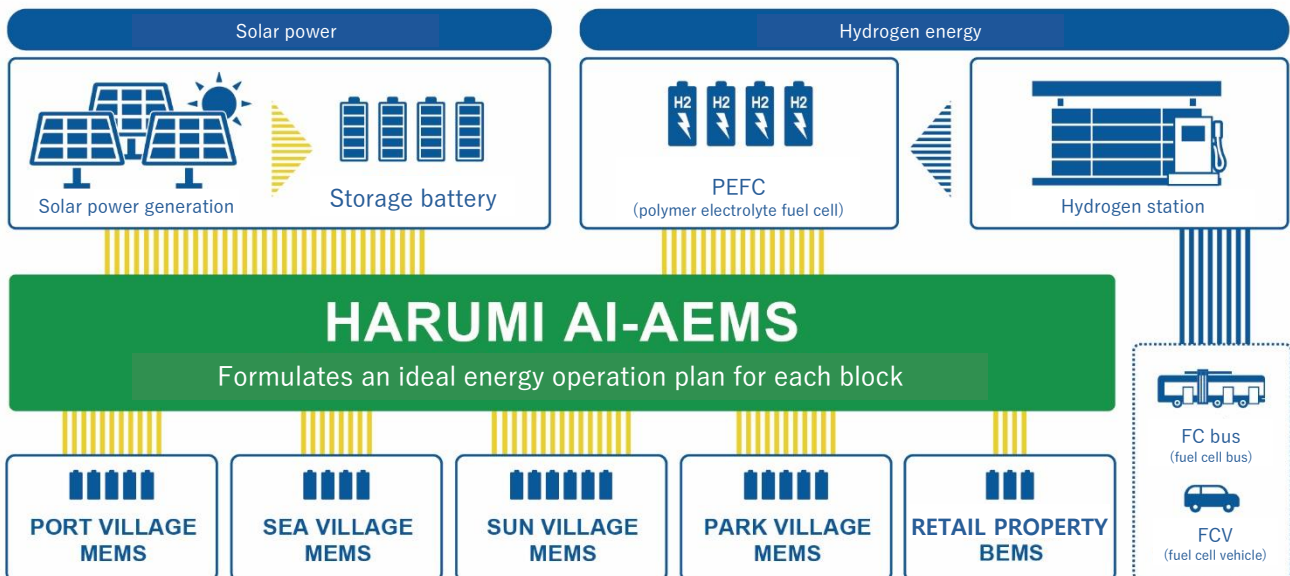 Solar power
Hydrogen energy
Solar power generation
Storage battery
H2 H2 H2 H2
PEFC
(polymer electrolyte fuel cell)
Hydrogen station
HARUMI AI-AEMS
Formulates an ideal energy operation plan for each block
FC bus
(fuel cell bus)
FCV
(fuel cell vehicle)
PORT VILLAGE
MEMS
SEA VILLAGE
MEMS
SUN VILLAGE
MEMS
PARK VILLAGE
MEMS
RETAIL PROPERTY
BEMS